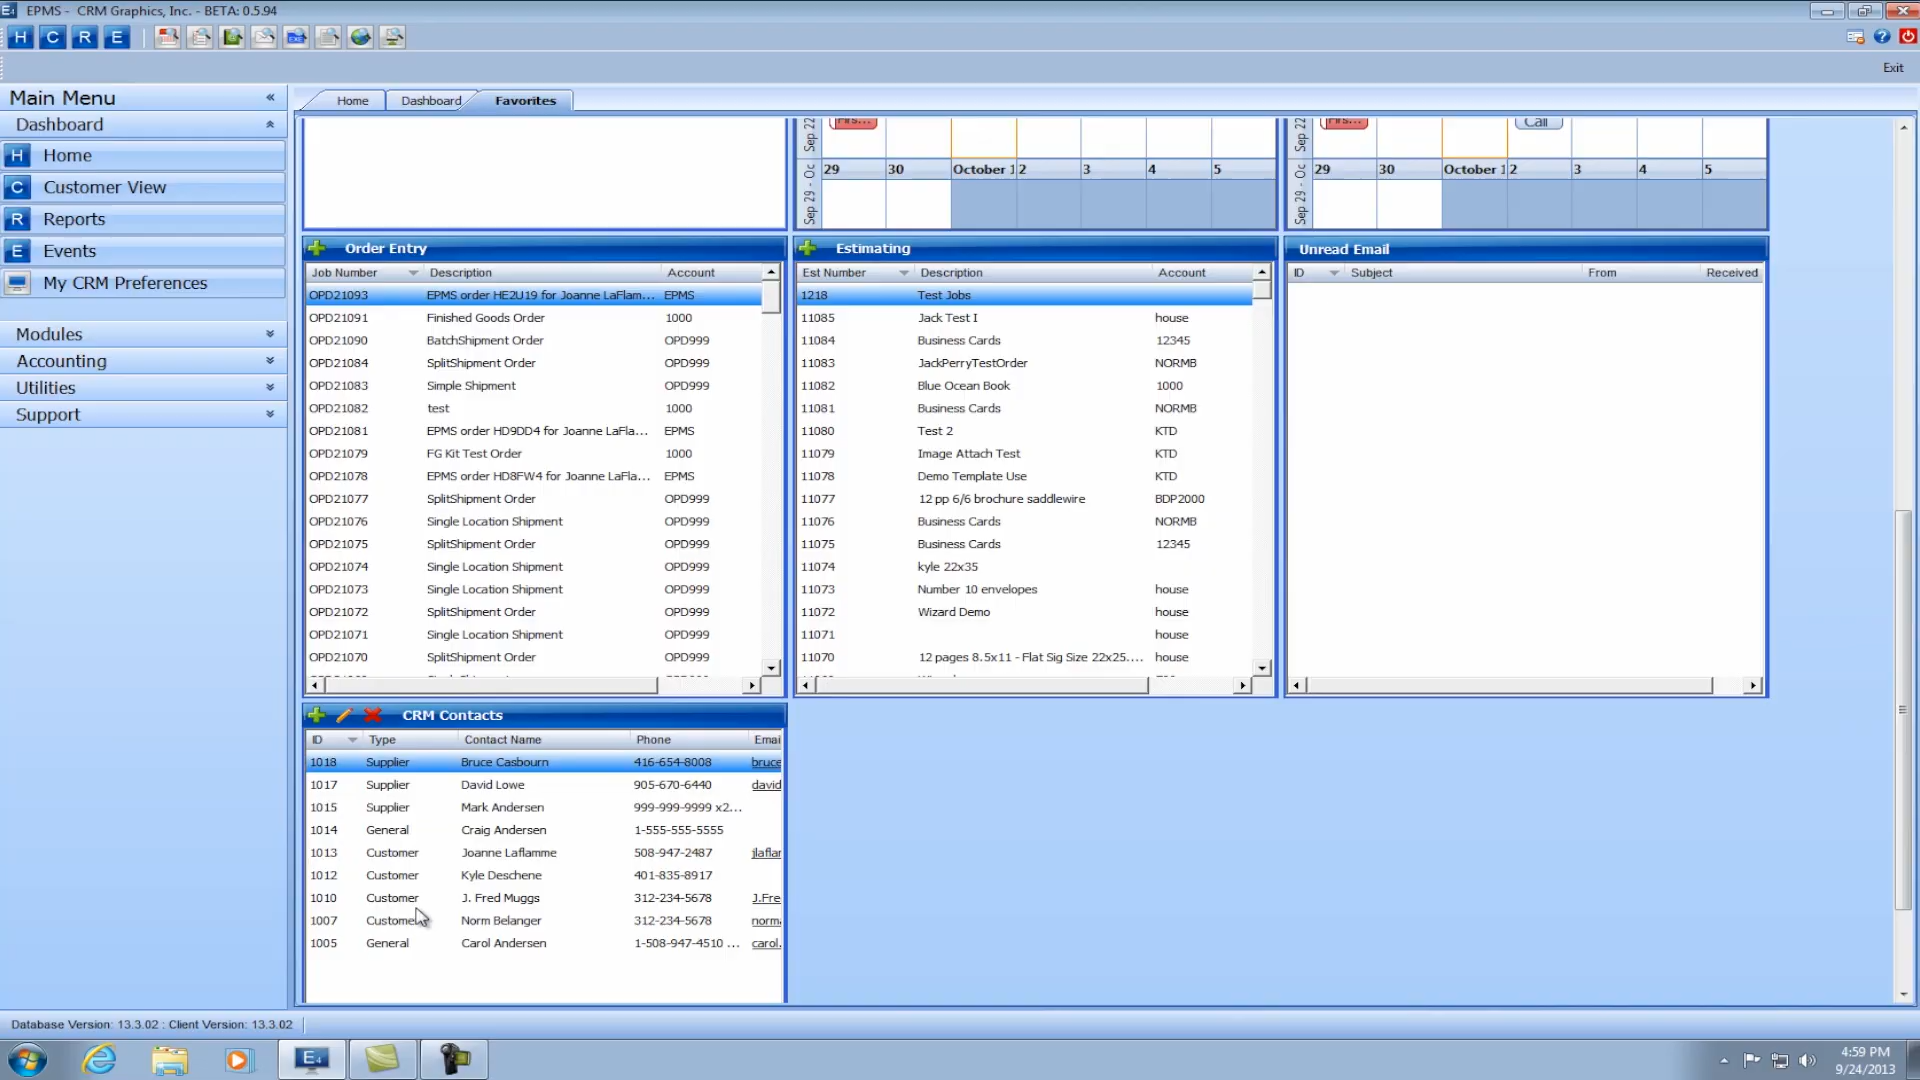 EPMS - CRM Graphics, Inc. - BETA: 0.5.94
H C R E
Exit
Main Menu
Dashboard
H Home
C Customer View
R Reports
E Events
My CRM Preferences
Modules
Accounting
Utilities
Support
Home Dashboard Favorites
Sep 22
29 30 October 1 2 3 4 5
Sep 29 - Oc
Sep 22 Call
29 30 October 1 2 3 4 5
Sep 29 - Oc
Order Entry
Job Number Description Account
OPD21093 EPMS order HE2U19 for Joanne LaFlam... EPMS
OPD21091 Finished Goods Order 1000
OPD21090 BatchShipment Order OPD999
OPD21084 SplitShipment Order OPD999
OPD21083 Simple Shipment OPD999
OPD21082 test 1000
OPD21081 EPMS order HD9DD4 for Joanne LaFla... EPMS
OPD21079 FG Kit Test Order 1000
OPD21078 EPMS order HD8FW4 for Joanne LaFla... EPMS
OPD21077 SplitShipment Order OPD999
OPD21076 Single Location Shipment OPD999
OPD21075 SplitShipment Order OPD999
OPD21074 Single Location Shipment OPD999
OPD21073 Single Location Shipment OPD999
OPD21072 SplitShipment Order OPD999
OPD21071 Single Location Shipment OPD999
OPD21070 SplitShipment Order OPD999
Estimating
Est Number Description Account
1218 Test Jobs
11085 Jack Test I house
11084 Business Cards 12345
11083 JackPerryTestOrder NORMB
11082 Blue Ocean Book 1000
11081 Business Cards NORMB
11080 Test 2 KTD
11079 Image Attach Test KTD
11078 Demo Template Use KTD
11077 12 pp 6/6 brochure saddlewire BDP2000
11076 Business Cards NORMB
11075 Business Cards 12345
11074 kyle 22x35
11073 Number 10 envelopes house
11072 Wizard Demo house
11071 house
11070 12 pages 8.5x11 - Flat Sig Size 22x25.... house
Unread Email
ID Subject From Received
CRM Contacts
ID Type Contact Name Phone Emai
1018 Supplier Bruce Casbourn 416-654-8008 bruce
1017 Supplier David Lowe 905-670-6440 david
1015 Supplier Mark Andersen 999-999-9999 x2...
1014 General Craig Andersen 1-555-555-5555
1013 Customer Joanne Laflamme 508-947-2487 jlaflar
1012 Customer Kyle Deschene 401-835-8917
1010 Customer J. Fred Muggs 312-234-5678 J.Fre
1007 Customer Norm Belanger 312-234-5678 norma
1005 General Carol Andersen 1-508-947-4510 ... carol.
Database Version: 13.3.02 : Client Version: 13.3.02
E4
4:59 PM
9/24/2013